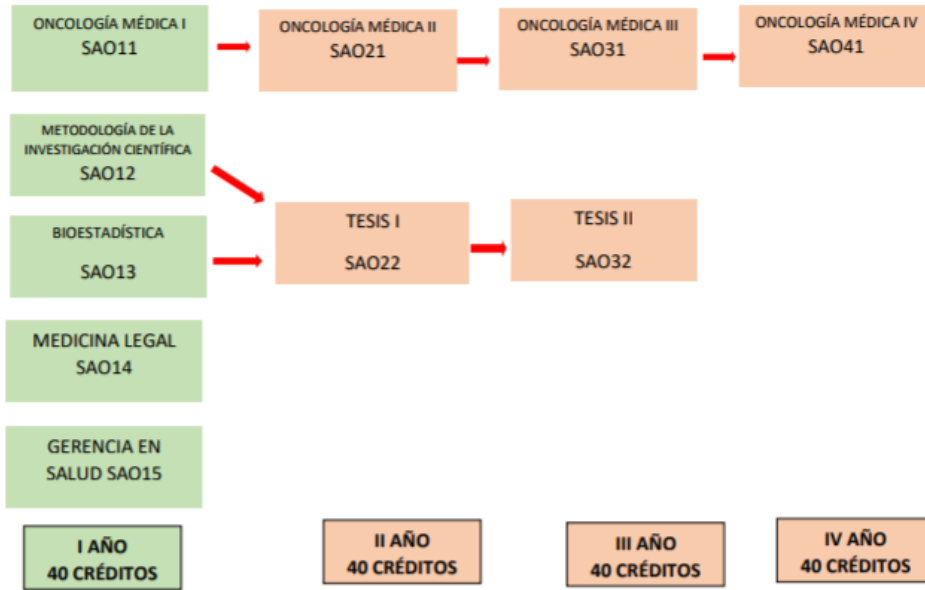 ONCOLOGÍA MÉDICA I
SAO11
ONCOLOGÍA MÉDICA II
SAO21
ONCOLOGÍA MÉDICA III
SAO31
ONCOLOGÍA MÉDICA IV
SAO41
METODOLOGÍA DE LA
INVESTIGACIÓN CIENTÍFICA
SAO12
BIOESTADÍSTICA
SAO13
TESIS I
SAO22
TESIS II
SAO32
MEDICINA LEGAL
SAO14
GERENCIA EN
SALUD SAO15
I AÑO
40 CRÉDITOS
II AÑO
40 CRÉDITOS
III AÑO
40 CRÉDITOS
IV AÑO
40 CRÉDITOS